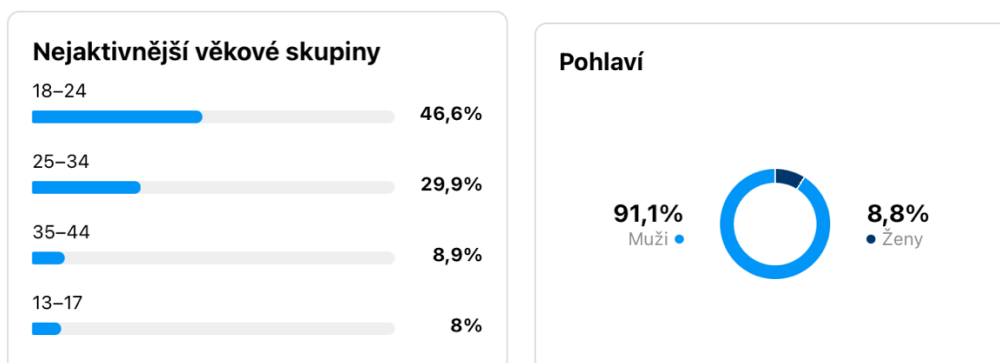 Nejaktivnější věkové skupiny
18–24
46,6%
25–34
29,9%
35–44
8,9%
13–17
8%
Pohlaví
91,1%
Muži
8,8%
Ženy